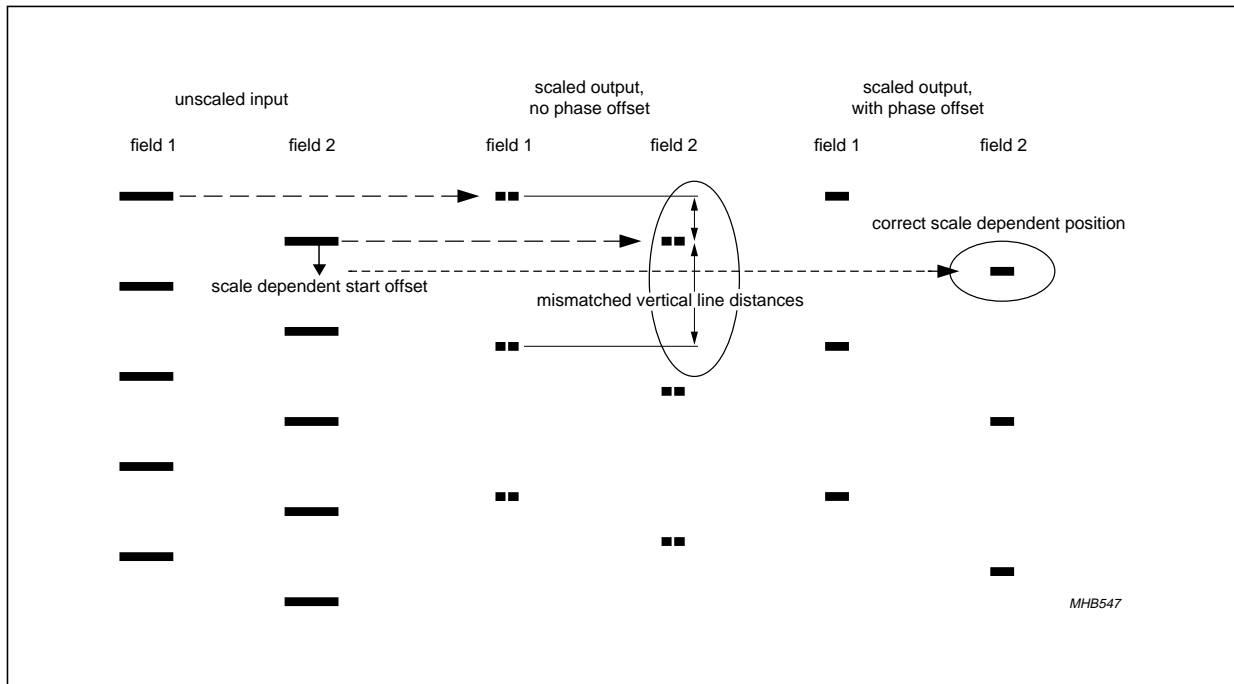 unscaled input
scaled output,
no phase offset
scaled output,
with phase offset
field 1
field 2
field 1
field 2
field 1
field 2
correct scale dependent position
scale dependent start offset
mismatched vertical line distances
MHB547